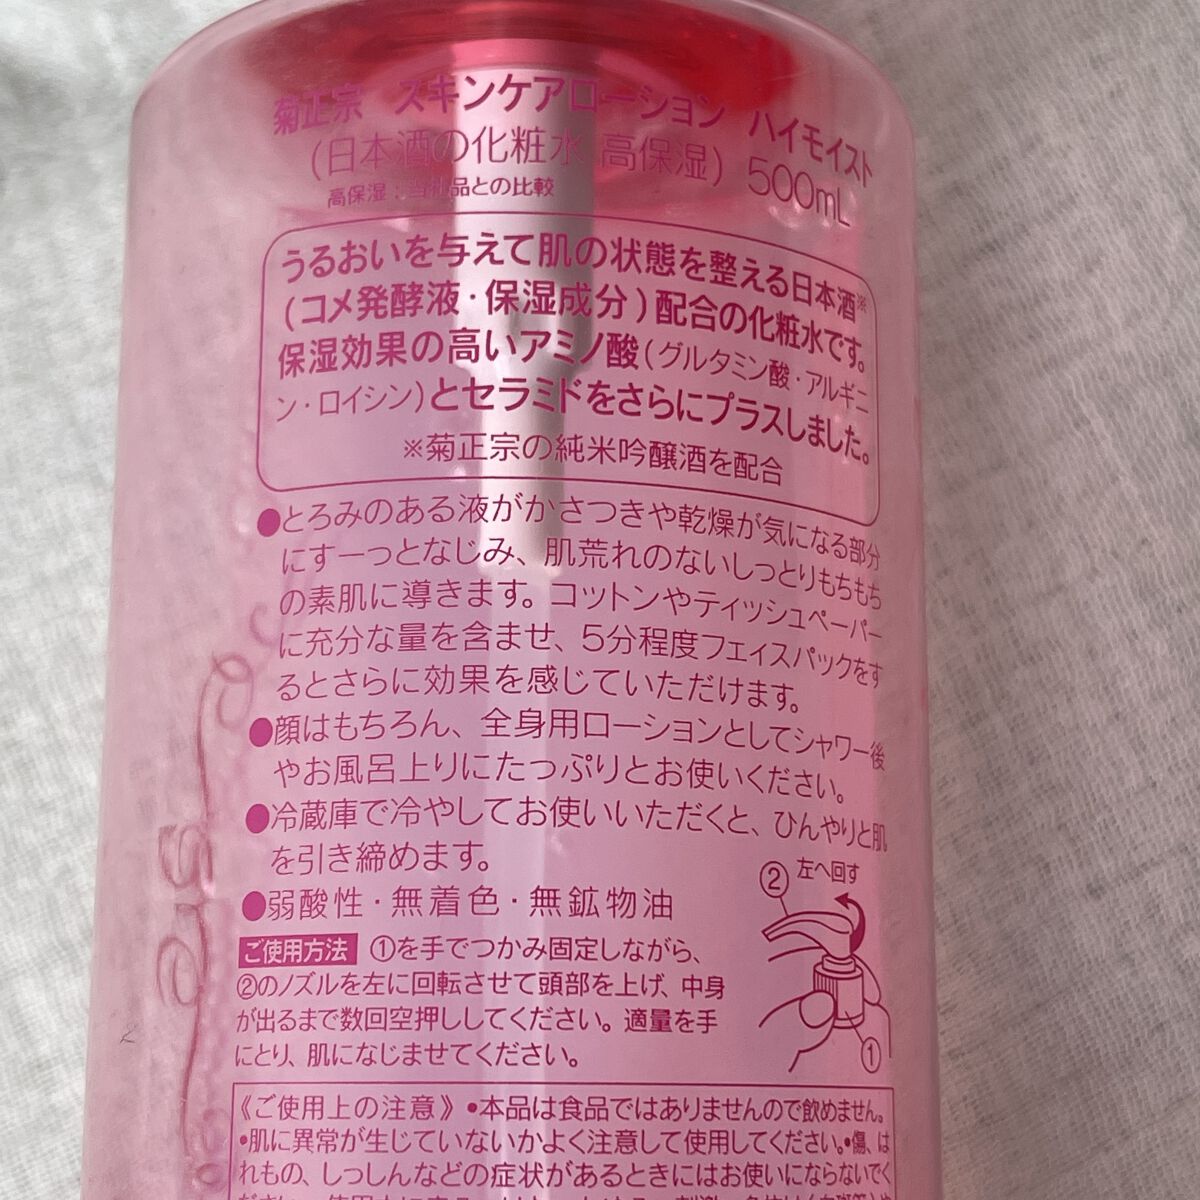 菊正宗 スキンケアローション ハイモイスト
(日本酒の化粧水 高保湿) 500mL
高保湿:当社品との比較
うるおいを与えて肌の状態を整える日本酒※
(コメ発酵液・保湿成分)配合の化粧水です。
保湿効果の高いアミノ酸(グルタミン酸・アルギニ
ン・ロイシン)とセラミドをさらにプラスしました。
※菊正宗の純米吟醸酒を配合
●とろみのある液がかさつきや乾燥が気になる部分
にすーっとなじみ、肌荒れのないしっとりもちもち
の素肌に導きます。コットンやティッシュペーパー
に充分な量を含ませ、5分程度フェイスパックをす
るとさらに効果を感じていただけます。
●顔はもちろん、全身用ローションとしてシャワー後
やお風呂上りにたっぷりとお使いください。
●冷蔵庫で冷やしてお使いいただくと、ひんやりと肌
を引き締めます。
●弱酸性・無着色・無鉱物油
② 左へ回す
ご使用方法 ①を手でつかみ固定しながら、
②のノズルを左に回転させて頭部を上げ、中身
が出るまで数回空押ししてください。適量を手
にとり、肌になじませてください。
①
《ご使用上の注意》●本品は食品ではありませんので飲めません。
●肌に異常が生じていないかよく注意して使用してください。●傷、は
れもの、しっしんなどの症状があるときにはお使いにならないでく